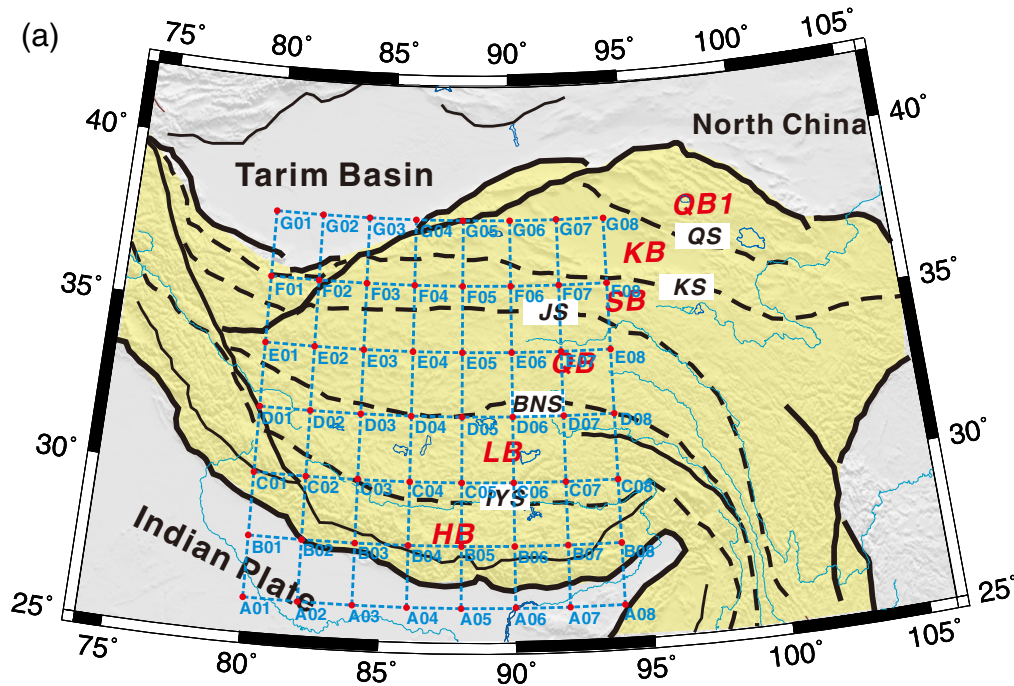 (a)
75°
80°
85°
90°
95°
100°
105°
40°
40°
North China
Tarim Basin
QB1
QS
G01 G02 G03 G04 G05 G06 G07 G08
KB
35°
35°
F01 F02 F03 F04 F05 F06 F07 F08
KS
SB
JS
E01 E02 E03 E04 E05 E06 E07 E08
QB
BNS
D01 D02 D03 D04 D05 D06 D07 D08
30°
30°
LB
C01 C02 C03 C04 C05 C06 C07 C08
IYS
HB
Indian Plate
B01 B02 B03 B04 B05 B06 B07 B08
25°
25°
A01 A02 A03 A04 A05 A06 A07 A08
75°
80°
85°
90°
95°
100°
105°